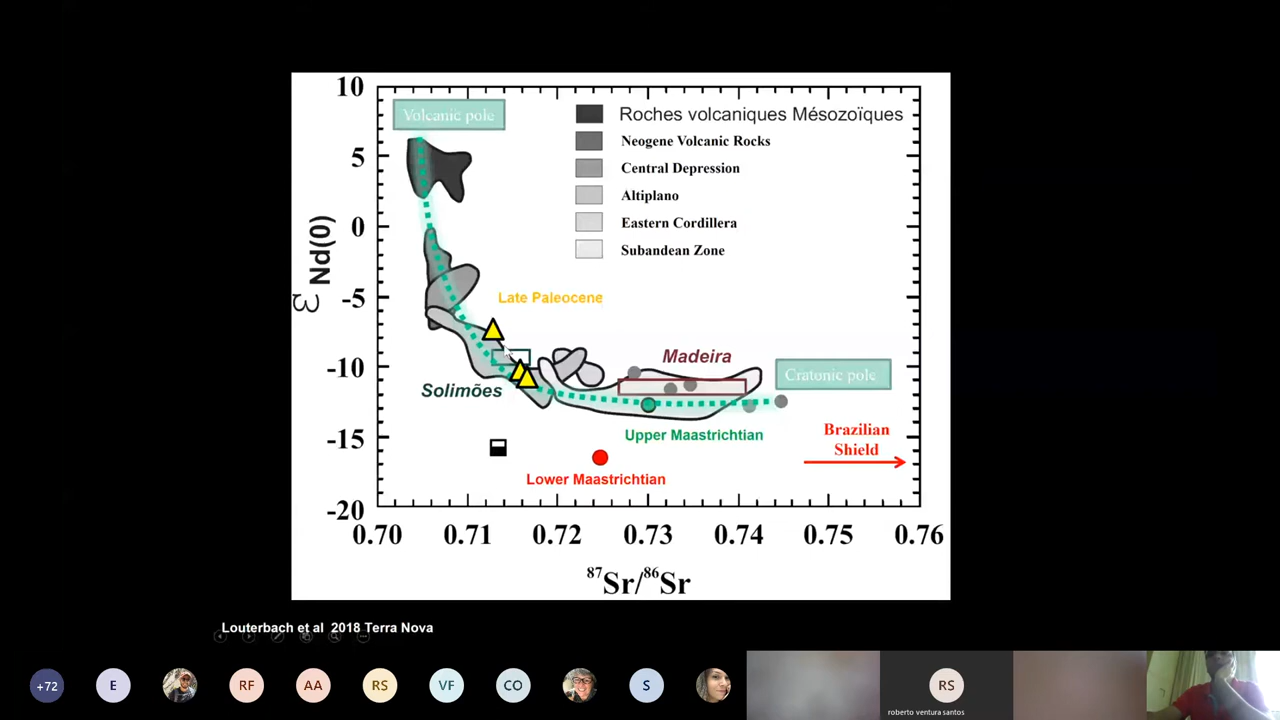 10
5
0
-5
-10
-15
-20
ε Nd(0)
Volcanic pole
Roches volcaniques Mésozoïques
Neogene Volcanic Rocks
Central Depression
Altiplano
Eastern Cordillera
Subandean Zone
Late Paleocene
Madeira
Cratonic pole
Solimões
Upper Maastrichtian
Brazilian
Shield
Lower Maastrichtian
0.70 0.71 0.72 0.73 0.74 0.75 0.76
87Sr/86Sr
Louterbach et al 2018 Terra Nova
+72 E RF AA RS VF CO S RS
roberto ventura santos